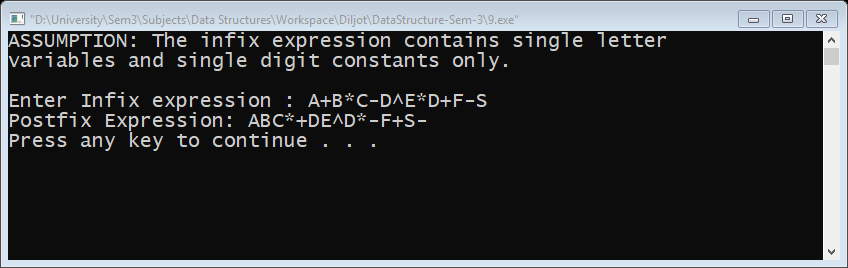 "D:\University\Sem3\Subjects\Data Structures\Workspace\Diljot\DataStructure-Sem-3\9.exe"
ASSUMPTION: The infix expression contains single letter
variables and single digit constants only.
Enter Infix expression : A+B*C-D^E*D+F-S
Postfix Expression: ABC*+DE^D*-F+S-
Press any key to continue . . .